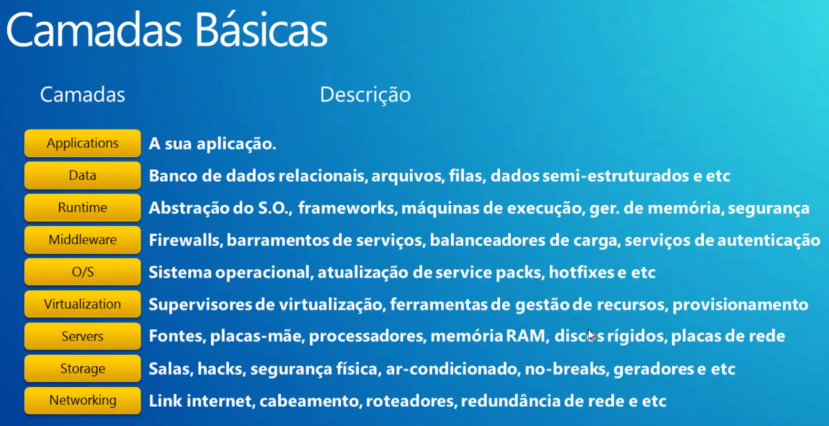 Camadas Básicas
Camadas Descrição
Applications A sua aplicação.
Data Banco de dados relacionais, arquivos, filas, dados semi-estruturados e etc
Runtime Abstração do S.O., frameworks, máquinas de execução, ger. de memória, segurança
Middleware Firewalls, barramentos de serviços, balanceadores de carga, serviços de autenticação
O/S Sistema operacional, atualização de service packs, hotfixes e etc
Virtualization Supervisores de virtualização, ferramentas de gestão de recursos, provisionamento
Servers Fontes, placas-mãe, processadores, memória RAM, discos rígidos, placas de rede
Storage Salas, hacks, segurança física, ar-condicionado, no-breaks, geradores e etc
Networking Link internet, cabeamento, roteadores, redundância de rede e etc